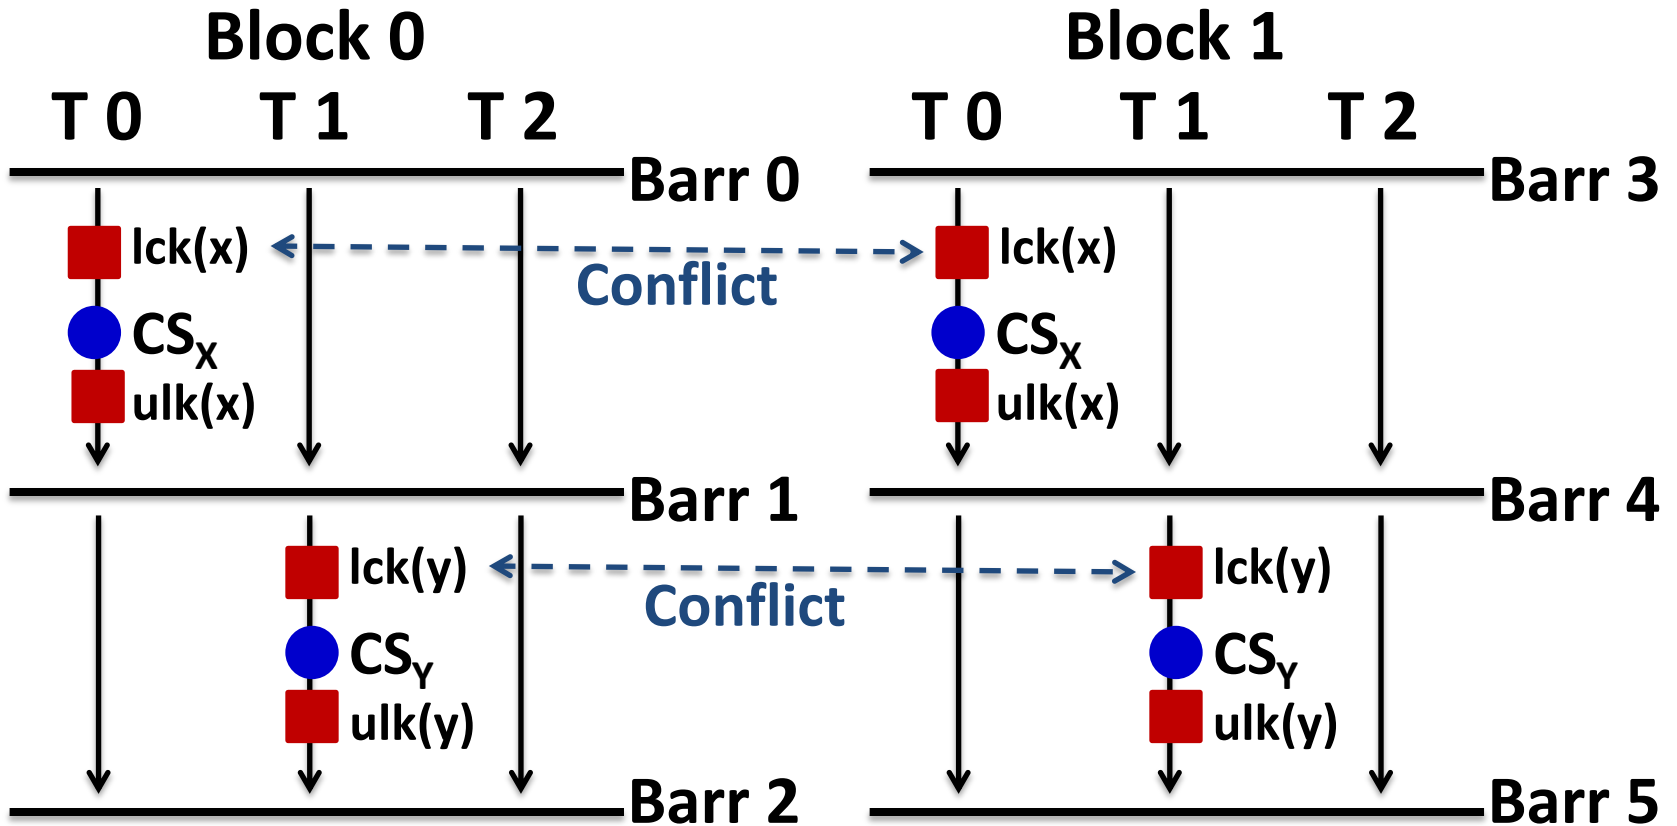 Block 0 Block 1
T 0 T 1 T 2 T 0 T 1 T 2
Barr 0 Barr 3
lck(x) lck(x)
Conflict
CSX CSX
ulk(x) ulk(x)
Barr 1 Barr 4
lck(y) lck(y)
Conflict
CSY CSY
ulk(y) ulk(y)
Barr 2 Barr 5